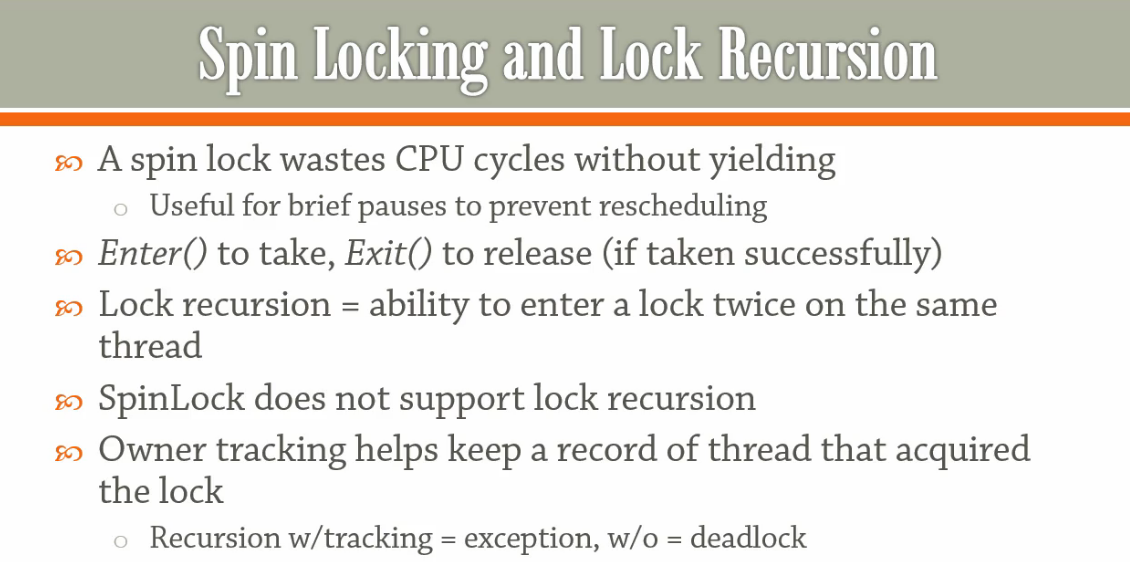 Spin Locking and Lock Recursion
A spin lock wastes CPU cycles without yielding
Useful for brief pauses to prevent rescheduling
Enter() to take, Exit() to release (if taken successfully)
Lock recursion = ability to enter a lock twice on the same
thread
SpinLock does not support lock recursion
Owner tracking helps keep a record of thread that acquired
the lock
Recursion w/tracking = exception, w/o = deadlock